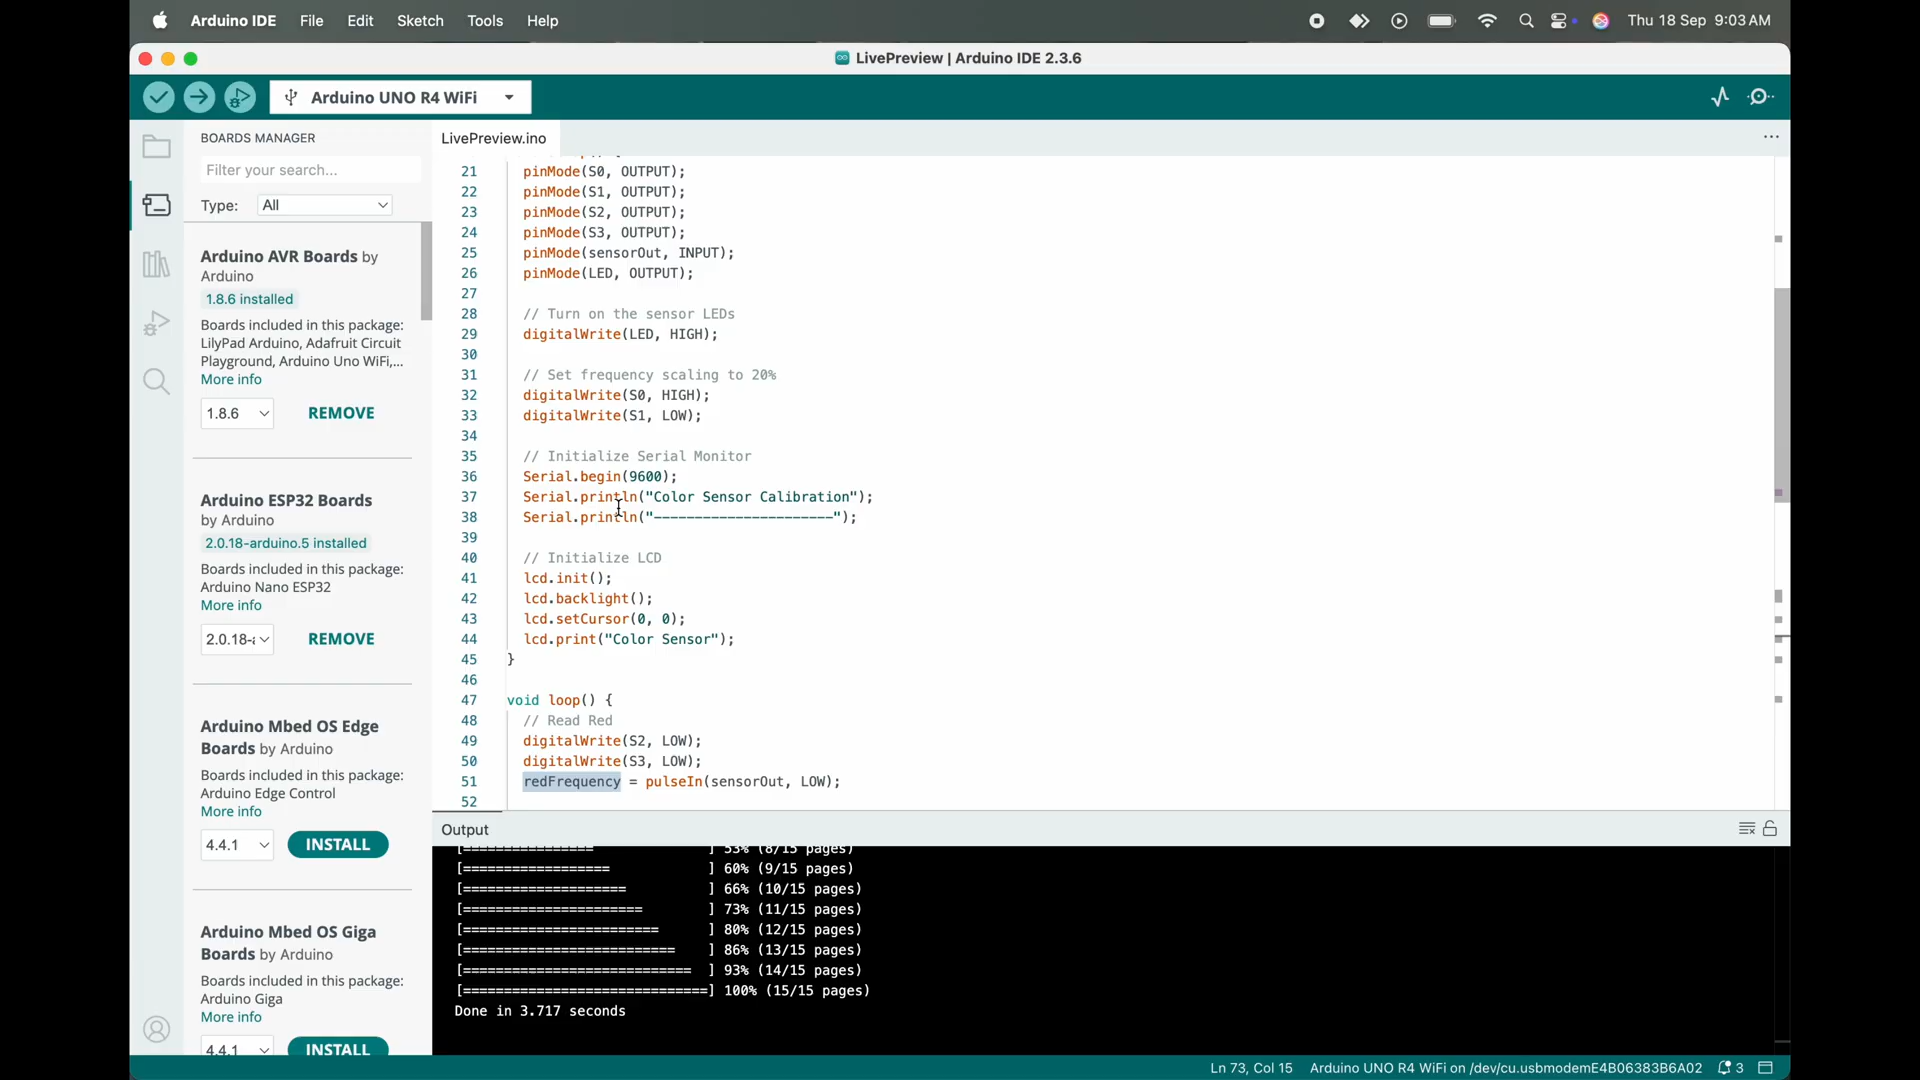 Arduino IDE File Edit Sketch Tools Help Thu 18 Sep 9:03 AM
LivePreview | Arduino IDE 2.3.6
Arduino UNO R4 WiFi
BOARDS MANAGER
Filter your search...
Type: All
Arduino AVR Boards by
Arduino
1.8.6 installed
Boards included in this package:
LilyPad Arduino, Adafruit Circuit
Playground, Arduino Uno WiFi,...
More info
1.8.6 REMOVE
Arduino ESP32 Boards
by Arduino
2.0.18-arduino.5 installed
Boards included in this package:
Arduino Nano ESP32
More info
2.0.18- REMOVE
Arduino Mbed OS Edge
Boards by Arduino
Boards included in this package:
Arduino Edge Control
More info
4.4.1 INSTALL
Arduino Mbed OS Giga
Boards by Arduino
Boards included in this package:
Arduino Giga
More info
4.4.1 INSTALL
LivePreview.ino
21 pinMode(S0, OUTPUT);
22 pinMode(S1, OUTPUT);
23 pinMode(S2, OUTPUT);
24 pinMode(S3, OUTPUT);
25 pinMode(sensorOut, INPUT);
26 pinMode(LED, OUTPUT);
27
28 // Turn on the sensor LEDs
29 digitalWrite(LED, HIGH);
30
31 // Set frequency scaling to 20%
32 digitalWrite(S0, HIGH);
33 digitalWrite(S1, LOW);
34
35 // Initialize Serial Monitor
36 Serial.begin(9600);
37 Serial.println("Color Sensor Calibration");
38 Serial.println("----------------------");
39
40 // Initialize LCD
41 lcd.init();
42 lcd.backlight();
43 lcd.setCursor(0, 0);
44 lcd.print("Color Sensor");
45 }
46
47 void loop() {
48 // Read Red
49 digitalWrite(S2, LOW);
50 digitalWrite(S3, LOW);
51 redFrequency = pulseIn(sensorOut, LOW);
52
Output
[================ ] 53% (8/15 pages)
[================== ] 60% (9/15 pages)
[==================== ] 66% (10/15 pages)
[====================== ] 73% (11/15 pages)
[======================== ] 80% (12/15 pages)
[========================== ] 86% (13/15 pages)
[============================ ] 93% (14/15 pages)
[==============================] 100% (15/15 pages)
Done in 3.717 seconds
Ln 73, Col 15 Arduino UNO R4 WiFi on /dev/cu.usbmodemE4B06383B6A02 3